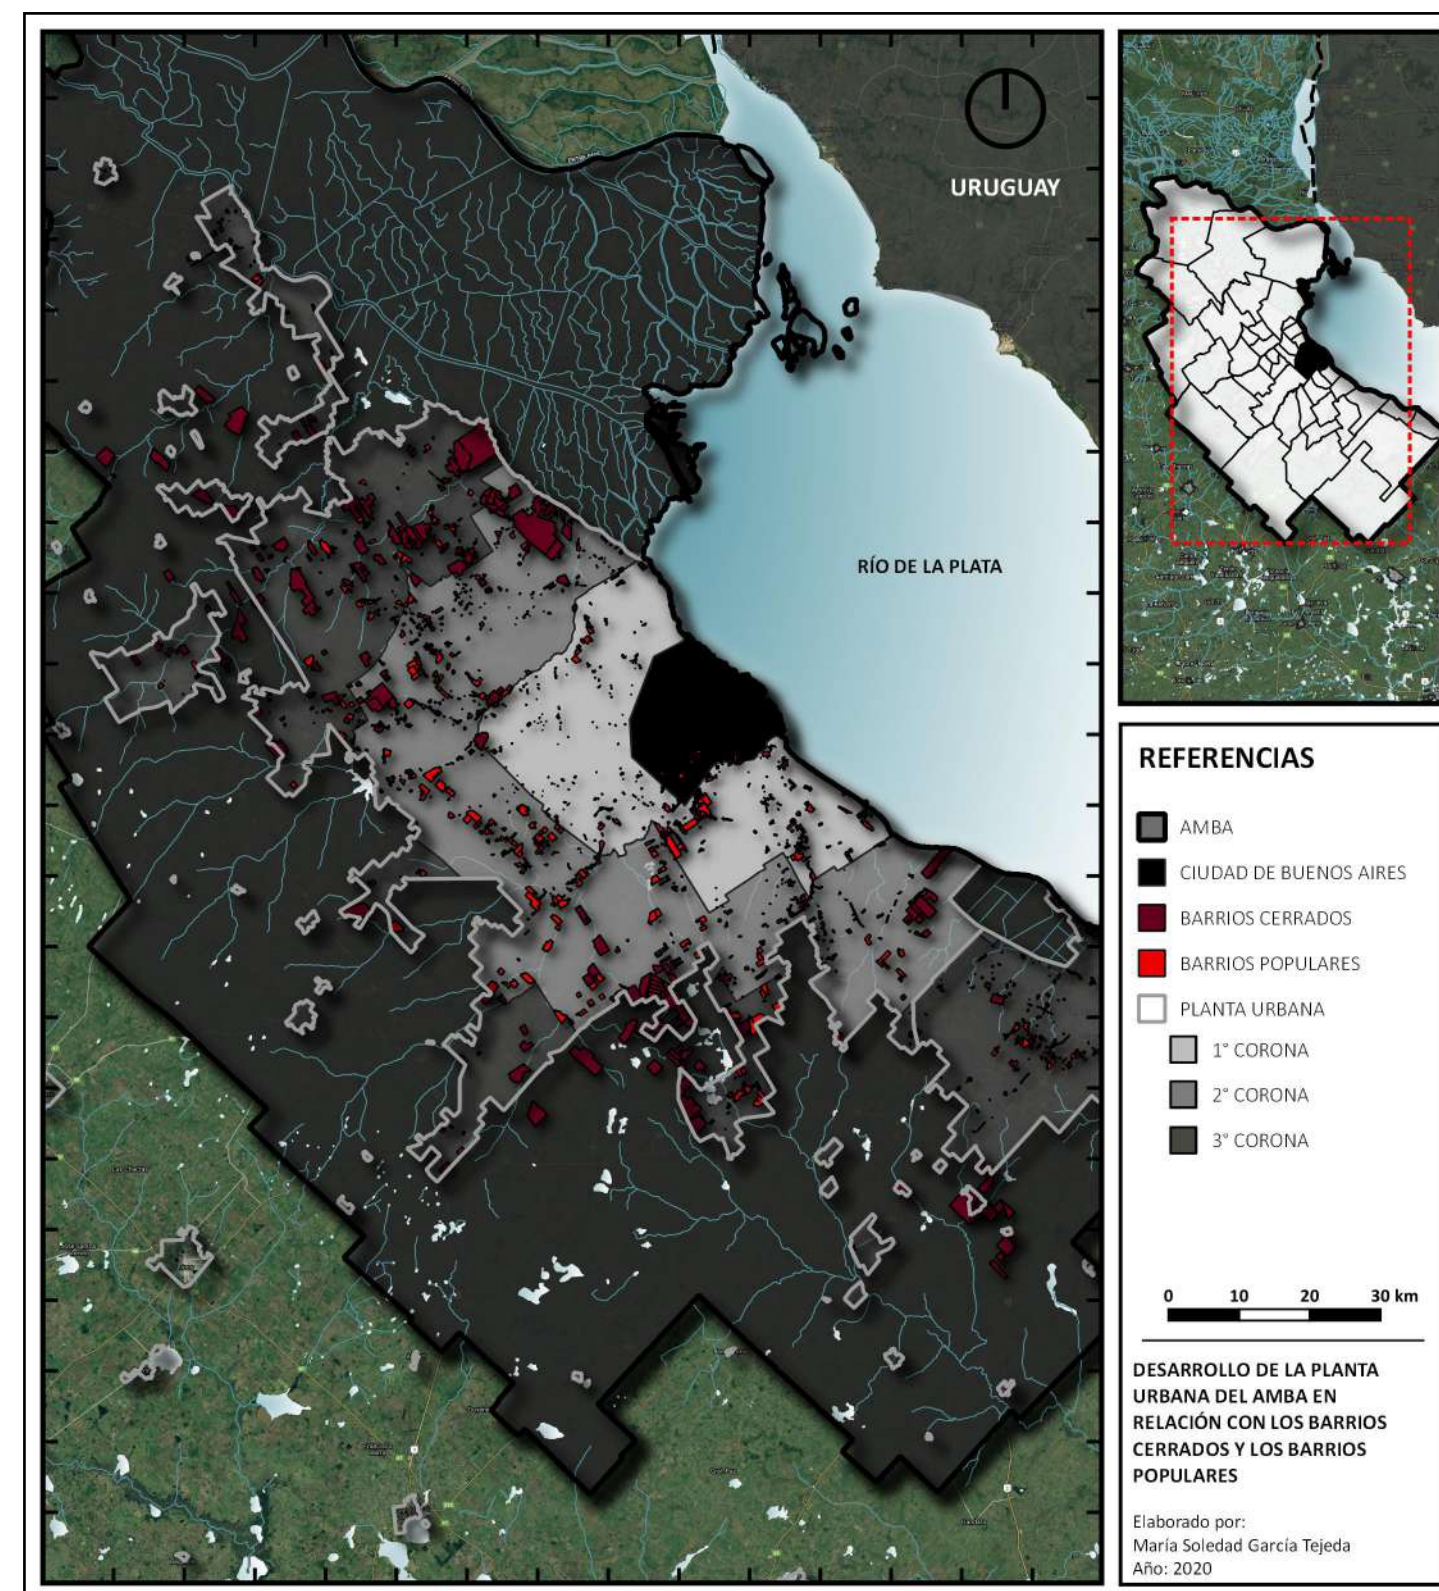 URUGUAY
RÍO DE LA PLATA
REFERENCIAS
AMBA
CIUDAD DE BUENOS AIRES
BARRIOS CERRADOS
BARRIOS POPULARES
PLANTA URBANA
1° CORONA
2° CORONA
3° CORONA
0 10 20 30 km
DESARROLLO DE LA PLANTA
URBANA DEL AMBA EN
RELACIÓN CON LOS BARRIOS
CERRADOS Y LOS BARRIOS
POPULARES
Elaborado por:
María Soledad García Tejeda
Año: 2020